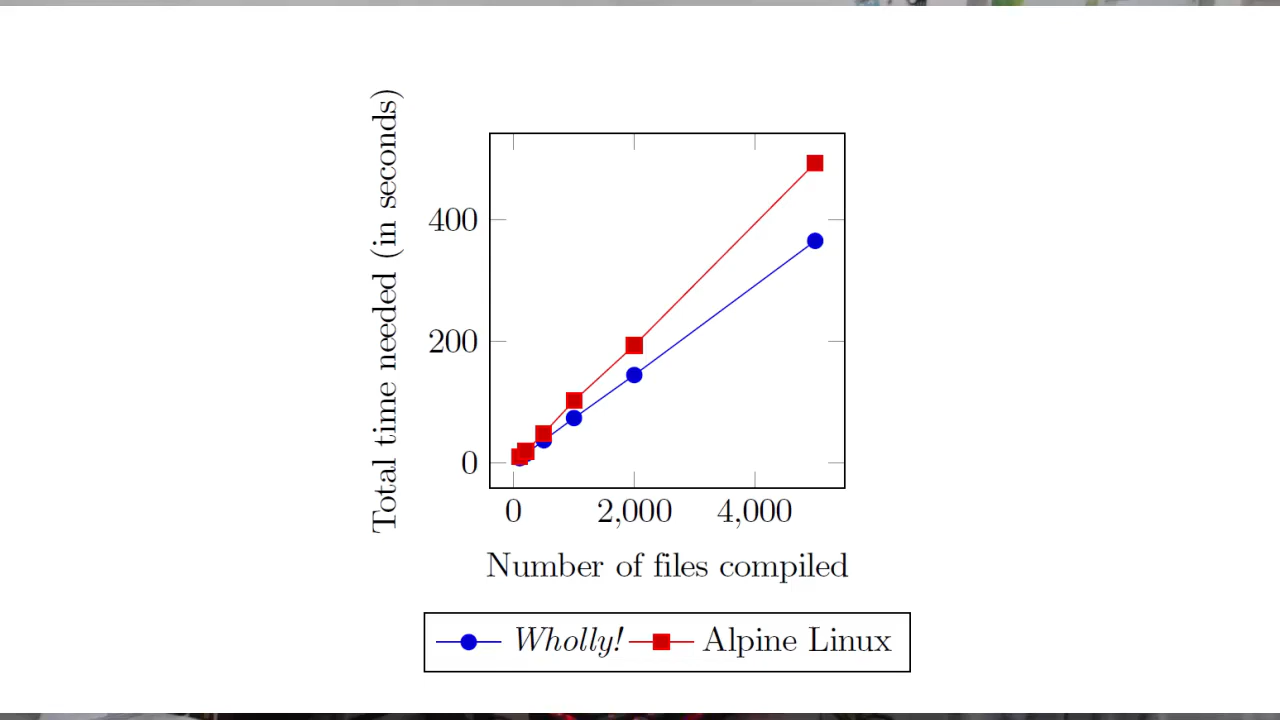 Total time needed (in seconds)
400
200
0
0 2,000 4,000
Number of files compiled
Wholly! Alpine Linux